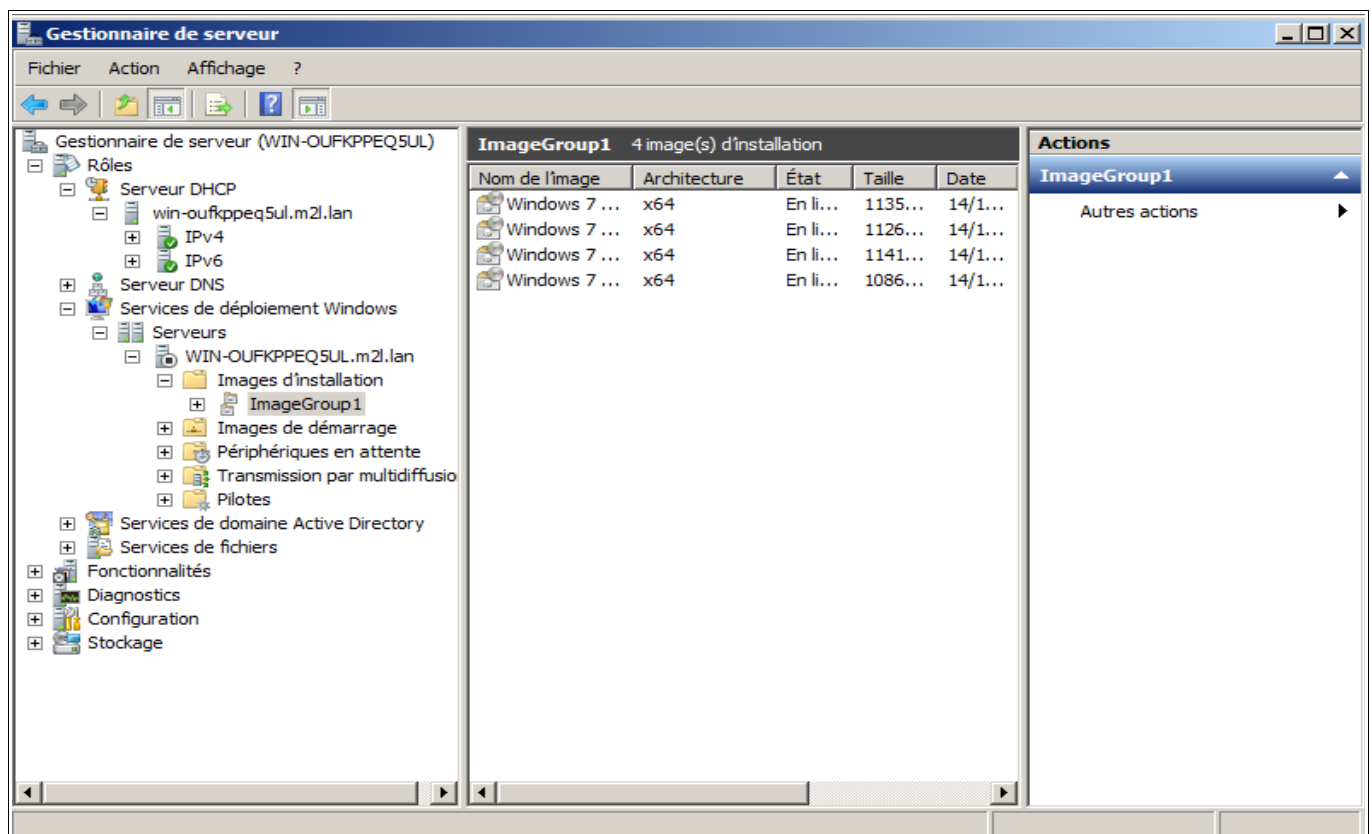 Gestionnaire de serveur
Fichier Action Affichage ?
Gestionnaire de serveur (WIN-OUFKPPEQ5UL)
Rôles
Serveur DHCP
win-oufkppeq5ul.m2l.lan
IPv4
IPv6
Serveur DNS
Services de déploiement Windows
Serveurs
WIN-OUFKPPEQ5UL.m2l.lan
Images d'installation
ImageGroup1
Images de démarrage
Périphériques en attente
Transmission par multidiffusio
Pilotes
Services de domaine Active Directory
Services de fichiers
Fonctionnalités
Diagnostics
Configuration
Stockage
ImageGroup1 4 image(s) d'installation
Nom de l'image Architecture État Taille Date
Windows 7 ... x64 En li... 1135... 14/1...
Windows 7 ... x64 En li... 1126... 14/1...
Windows 7 ... x64 En li... 1141... 14/1...
Windows 7 ... x64 En li... 1086... 14/1...
Actions
ImageGroup1
Autres actions